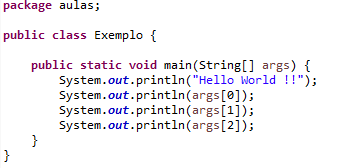 package aulas;
public class Exemplo {
public static void main(String[] args) {
System.out.println("Hello World !!");
System.out.println(args[0]);
System.out.println(args[1]);
System.out.println(args[2]);
}
}